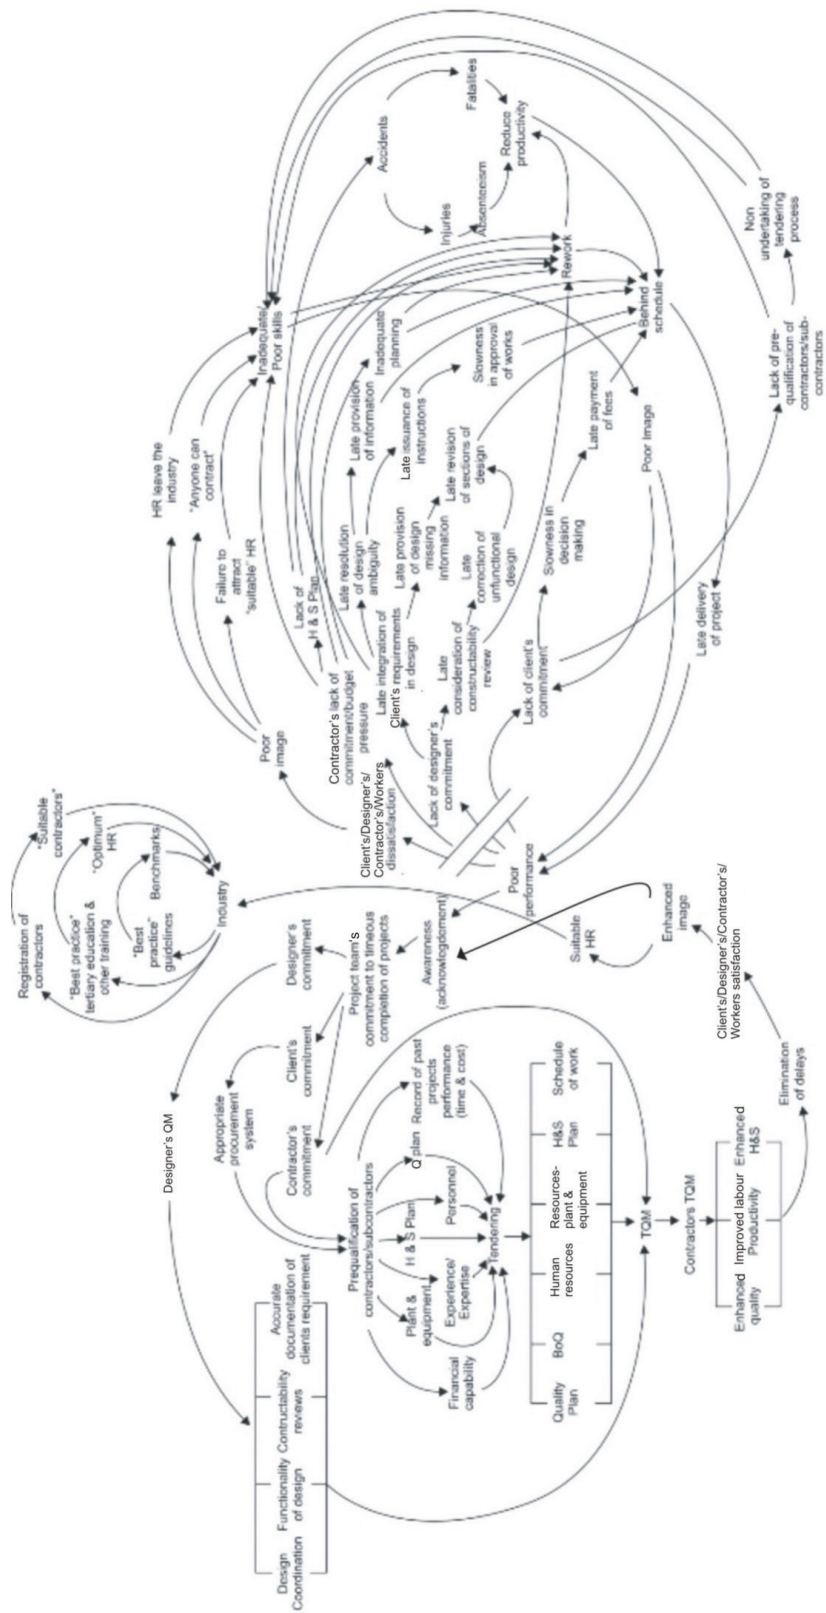 Design
Coordination
Functionality
of design
Contructability
reviews
Accurate
documentation of
clients requirement
Designer's QM
Registration of
contractors
"Suitable
contractors"
"Best practice"
tertiary education &
other training
"Optimum"
HR
"Best
practice"
guidelines
Benchmarks
Industry
Appropriate
procurement
system
Contractor's
commitment
Client's
commitment
Designer's
commitment
Project team's
commitment to timeous
completion of projects
Awareness
(acknowlgdement)
Prequalification of
contractors/subcontractors
Financial
capability
Plant &
equipment
Experience/
Expertise
H & S Plan
Personnel
Q plan
Record of past
projects
performance
(time & cost)
Tendering
Quality
Plan
BoQ
Human
resources
Resources-
plant &
equipment
H&S
Plan
Schedule
of work
TQM
Contractors TQM
Enhanced
quality
Improved labour
Productivity
Enhanced
H&S
Elimination
of delays
Client's/Designer's/Contractor's/
Workers satisfaction
Enhanced
image
Suitable
HR
Poor
performance
Client's/Designer's/
Contractor's/Workers
dissatisfaction
Poor
image
HR leave the
industry
"Anyone can
contract"
Failure to
attract
"suitable" HR
Inadequate/
Poor skills
Contractor's lack of
commitment/budget
pressure
Lack of
H & S Plan
Lack of designer's
commitment
Late integration of
Client's requirements
in design
Late resolution
of design
ambiguity
Late provision
of information
Inadequate
planning
Late issuance of
instructions
Slowness
in approval
of works
Late provision
of design
missing
information
Late revision
of sections of
design
Late
consideration of
constructability
review
Late
correction of
unfunctional
design
Lack of client's
commitment
Slowness in
decision
making
Late payment
of fees
Accidents
Injuries
Fatalities
Absenteeism
Reduce
productivity
Rework
Behind
schedule
Poor Image
Late delivery
of project
Lack of pre-
qualification of
contractors/sub-
contractors
Non
undertaking of
tendering
process